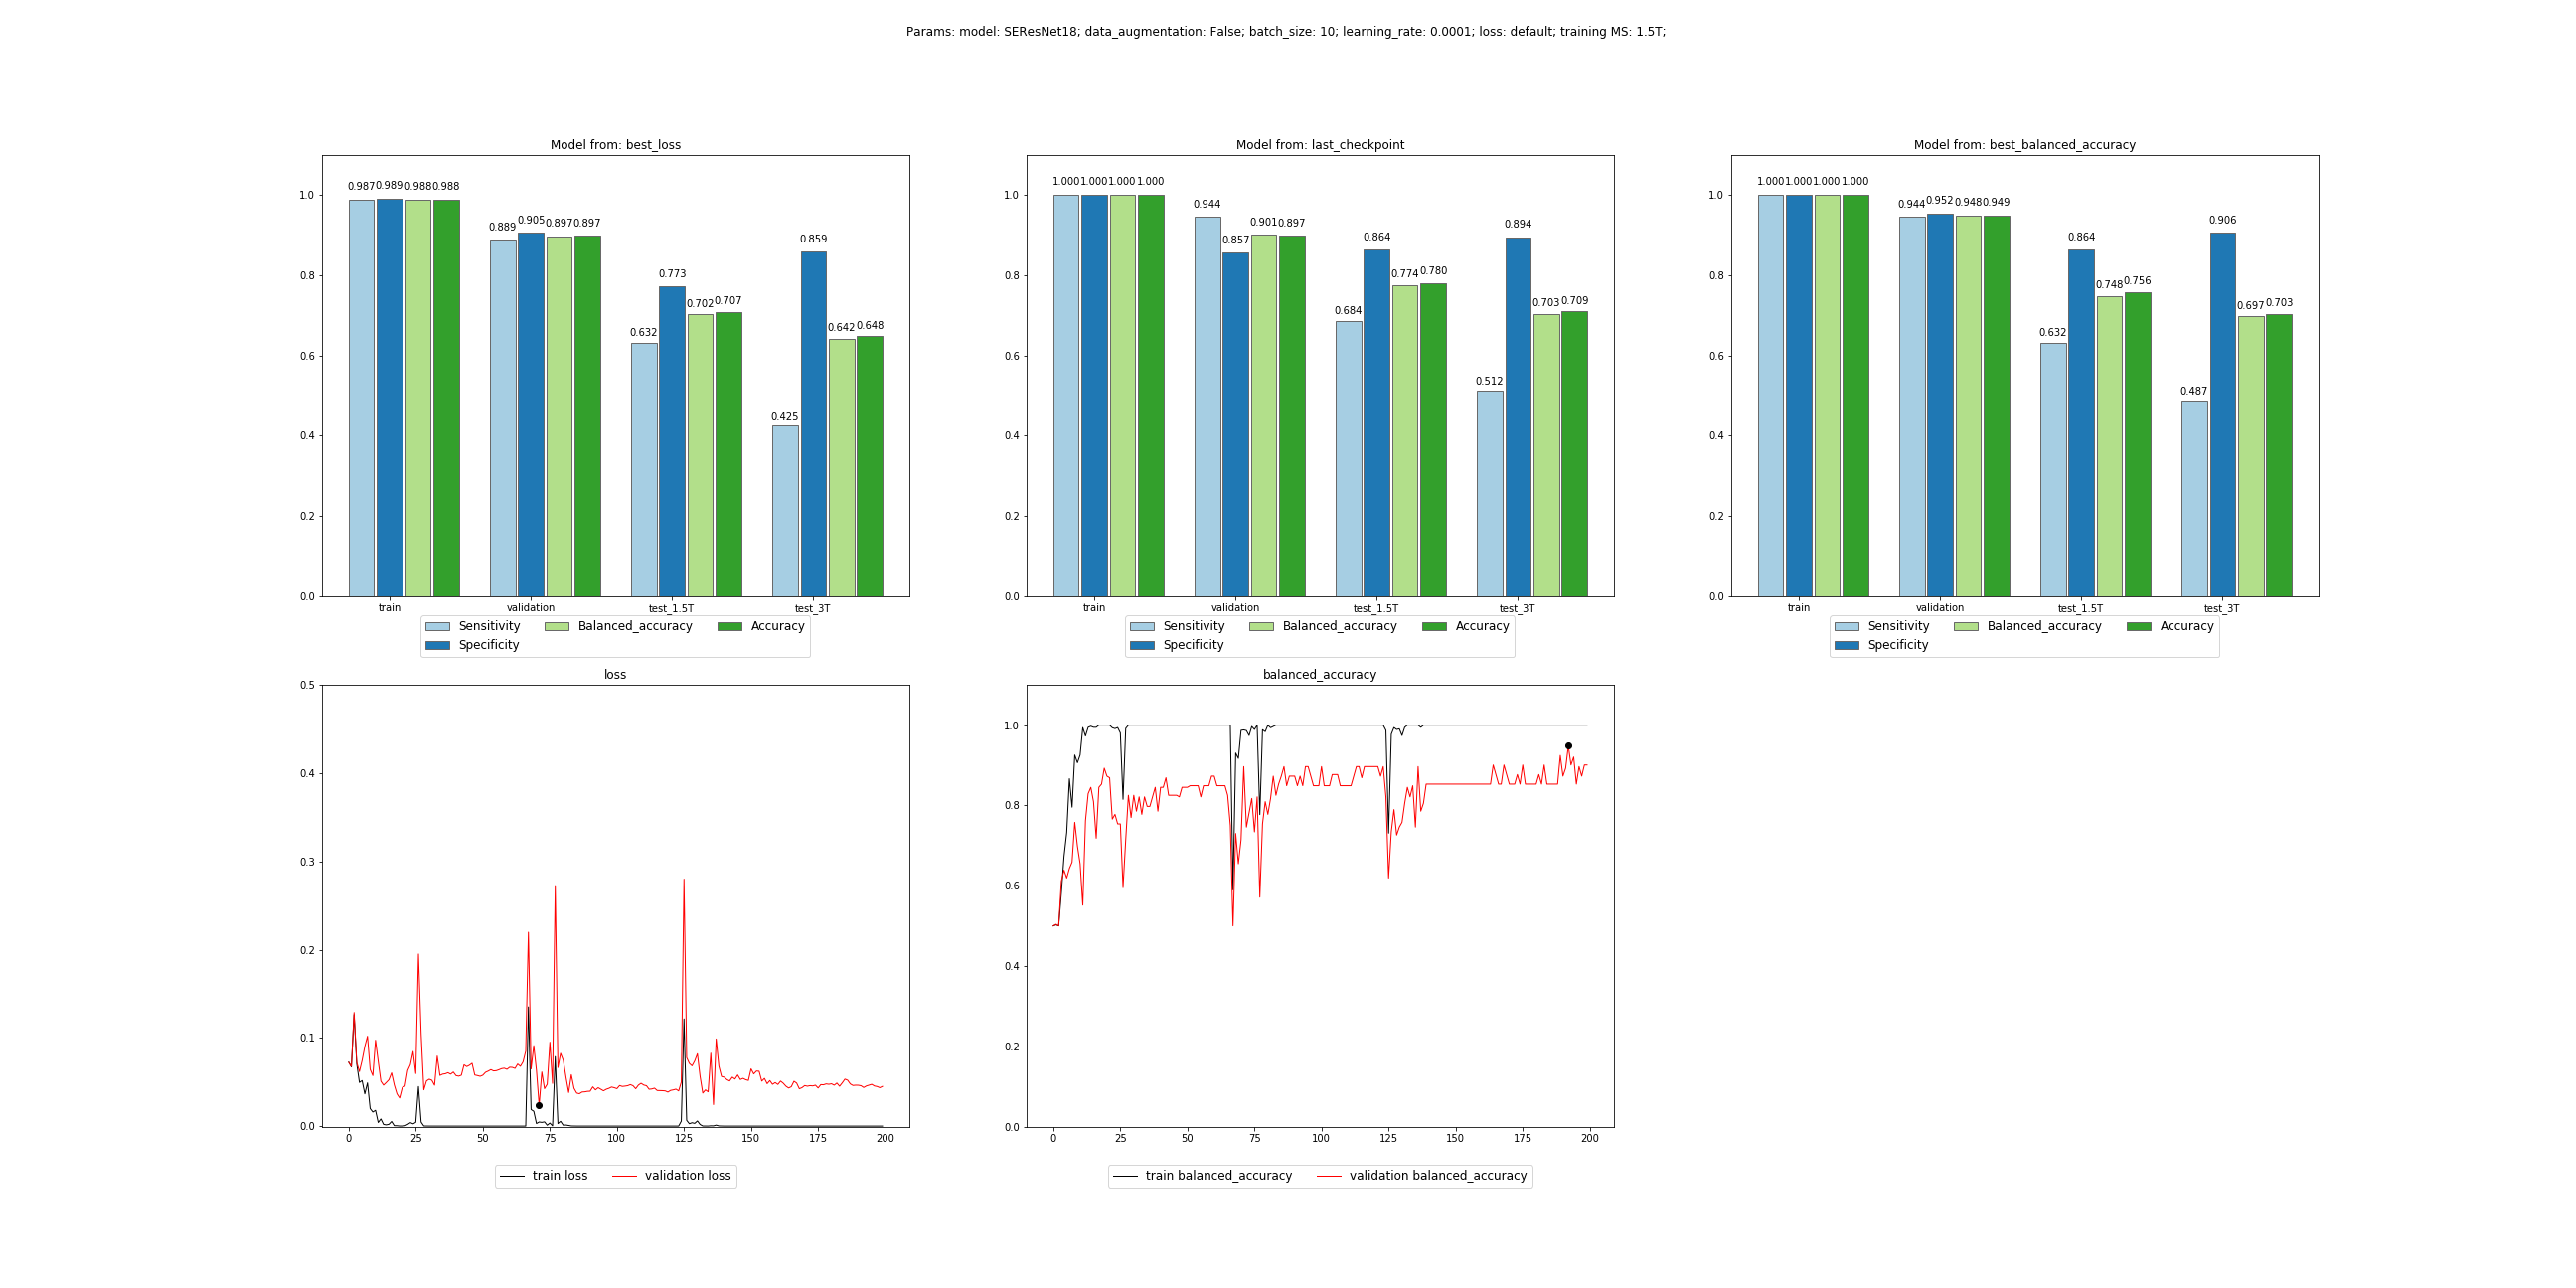 Params: model: SEResNet18; data_augmentation: False; batch_size: 10; learning_rate: 0.0001; loss: default; training MS: 1.5T;
Model from: best_loss
0.987 0.989 0.988 0.988
0.889 0.905 0.897 0.897
0.632 0.773 0.702 0.707
0.425 0.859 0.642 0.648
1.0
0.8
0.6
0.4
0.2
0.0
train validation test_1.5T test_3T
Sensitivity Balanced_accuracy Accuracy
Specificity
Model from: last_checkpoint
1.000 1.000 1.000 1.000
0.944 0.857 0.901 0.897
0.684 0.864 0.774 0.780
0.512 0.894 0.703 0.709
1.0
0.8
0.6
0.4
0.2
0.0
train validation test_1.5T test_3T
Sensitivity Balanced_accuracy Accuracy
Specificity
Model from: best_balanced_accuracy
1.000 1.000 1.000 1.000
0.944 0.952 0.948 0.949
0.632 0.864 0.748 0.756
0.487 0.906 0.697 0.703
1.0
0.8
0.6
0.4
0.2
0.0
train validation test_1.5T test_3T
Sensitivity Balanced_accuracy Accuracy
Specificity
loss
0.5
0.4
0.3
0.2
0.1
0.0
0 25 50 75 100 125 150 175 200
train loss validation loss
balanced_accuracy
1.0
0.8
0.6
0.4
0.2
0.0
0 25 50 75 100 125 150 175 200
train balanced_accuracy validation balanced_accuracy